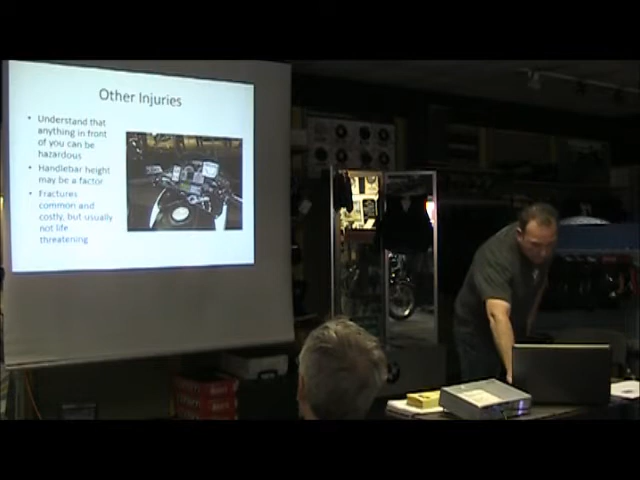 Other Injuries
• Understand that
anything in front
of you can be
hazardous
• Handlebar height
may be a factor
• Fractures
common and
costly, but usually
not life
threatening